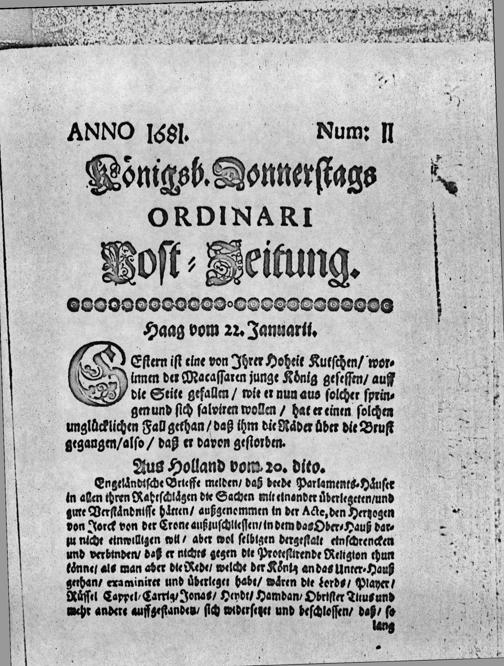 ANNO 1681. Num: II
Königsb. Donnerstags
ORDINARI
Post-Zeitung.
Haag vom 22. Januarii.
GEstern ist eine von Ihrer Hoheit Kutschen/ wor-
innen der Macassaren junge König gesessen/ auff
die Seite gefallen / wie er nun aus solcher sprin-
gen und sich salviren wollen / hat er einen solchen
unglücklichen Fall gethan/ daß ihm die Räder über die Brust
gegangen/also/ daß er davon gestorben.
Aus Holland vom 20. dito.
Engeländische Brieffe melden/ daß beede Parlaments-Häuser
in allen ihren Rahtschlägen die Sachen mit einander überlegeten/und
gute Verständnisse hätten/ außgenommen in der Acte, den Hertzogen
von Jorck von der Crone außzuschliessen/ in dem das Ober-Hauß dar-
zu nicht einwilligen wil/ aber wol selbigen dergestalt einschrencken
und verbinden/ daß er nichts gegen die Protestirende Religion thun
könne/ als man aber die Rede/ welche der König an das Unter-Hauß
gethan/ examiniret und überleget habe/ wären die Lords/ Player/
Rüssel Cappel/ Carrig/ Jonas/ Heydt/ Hamdan/ Obrister Titus und
mehr andere auffgestanden/ sich widersetzet und beschlossen/ daß/ so
lang